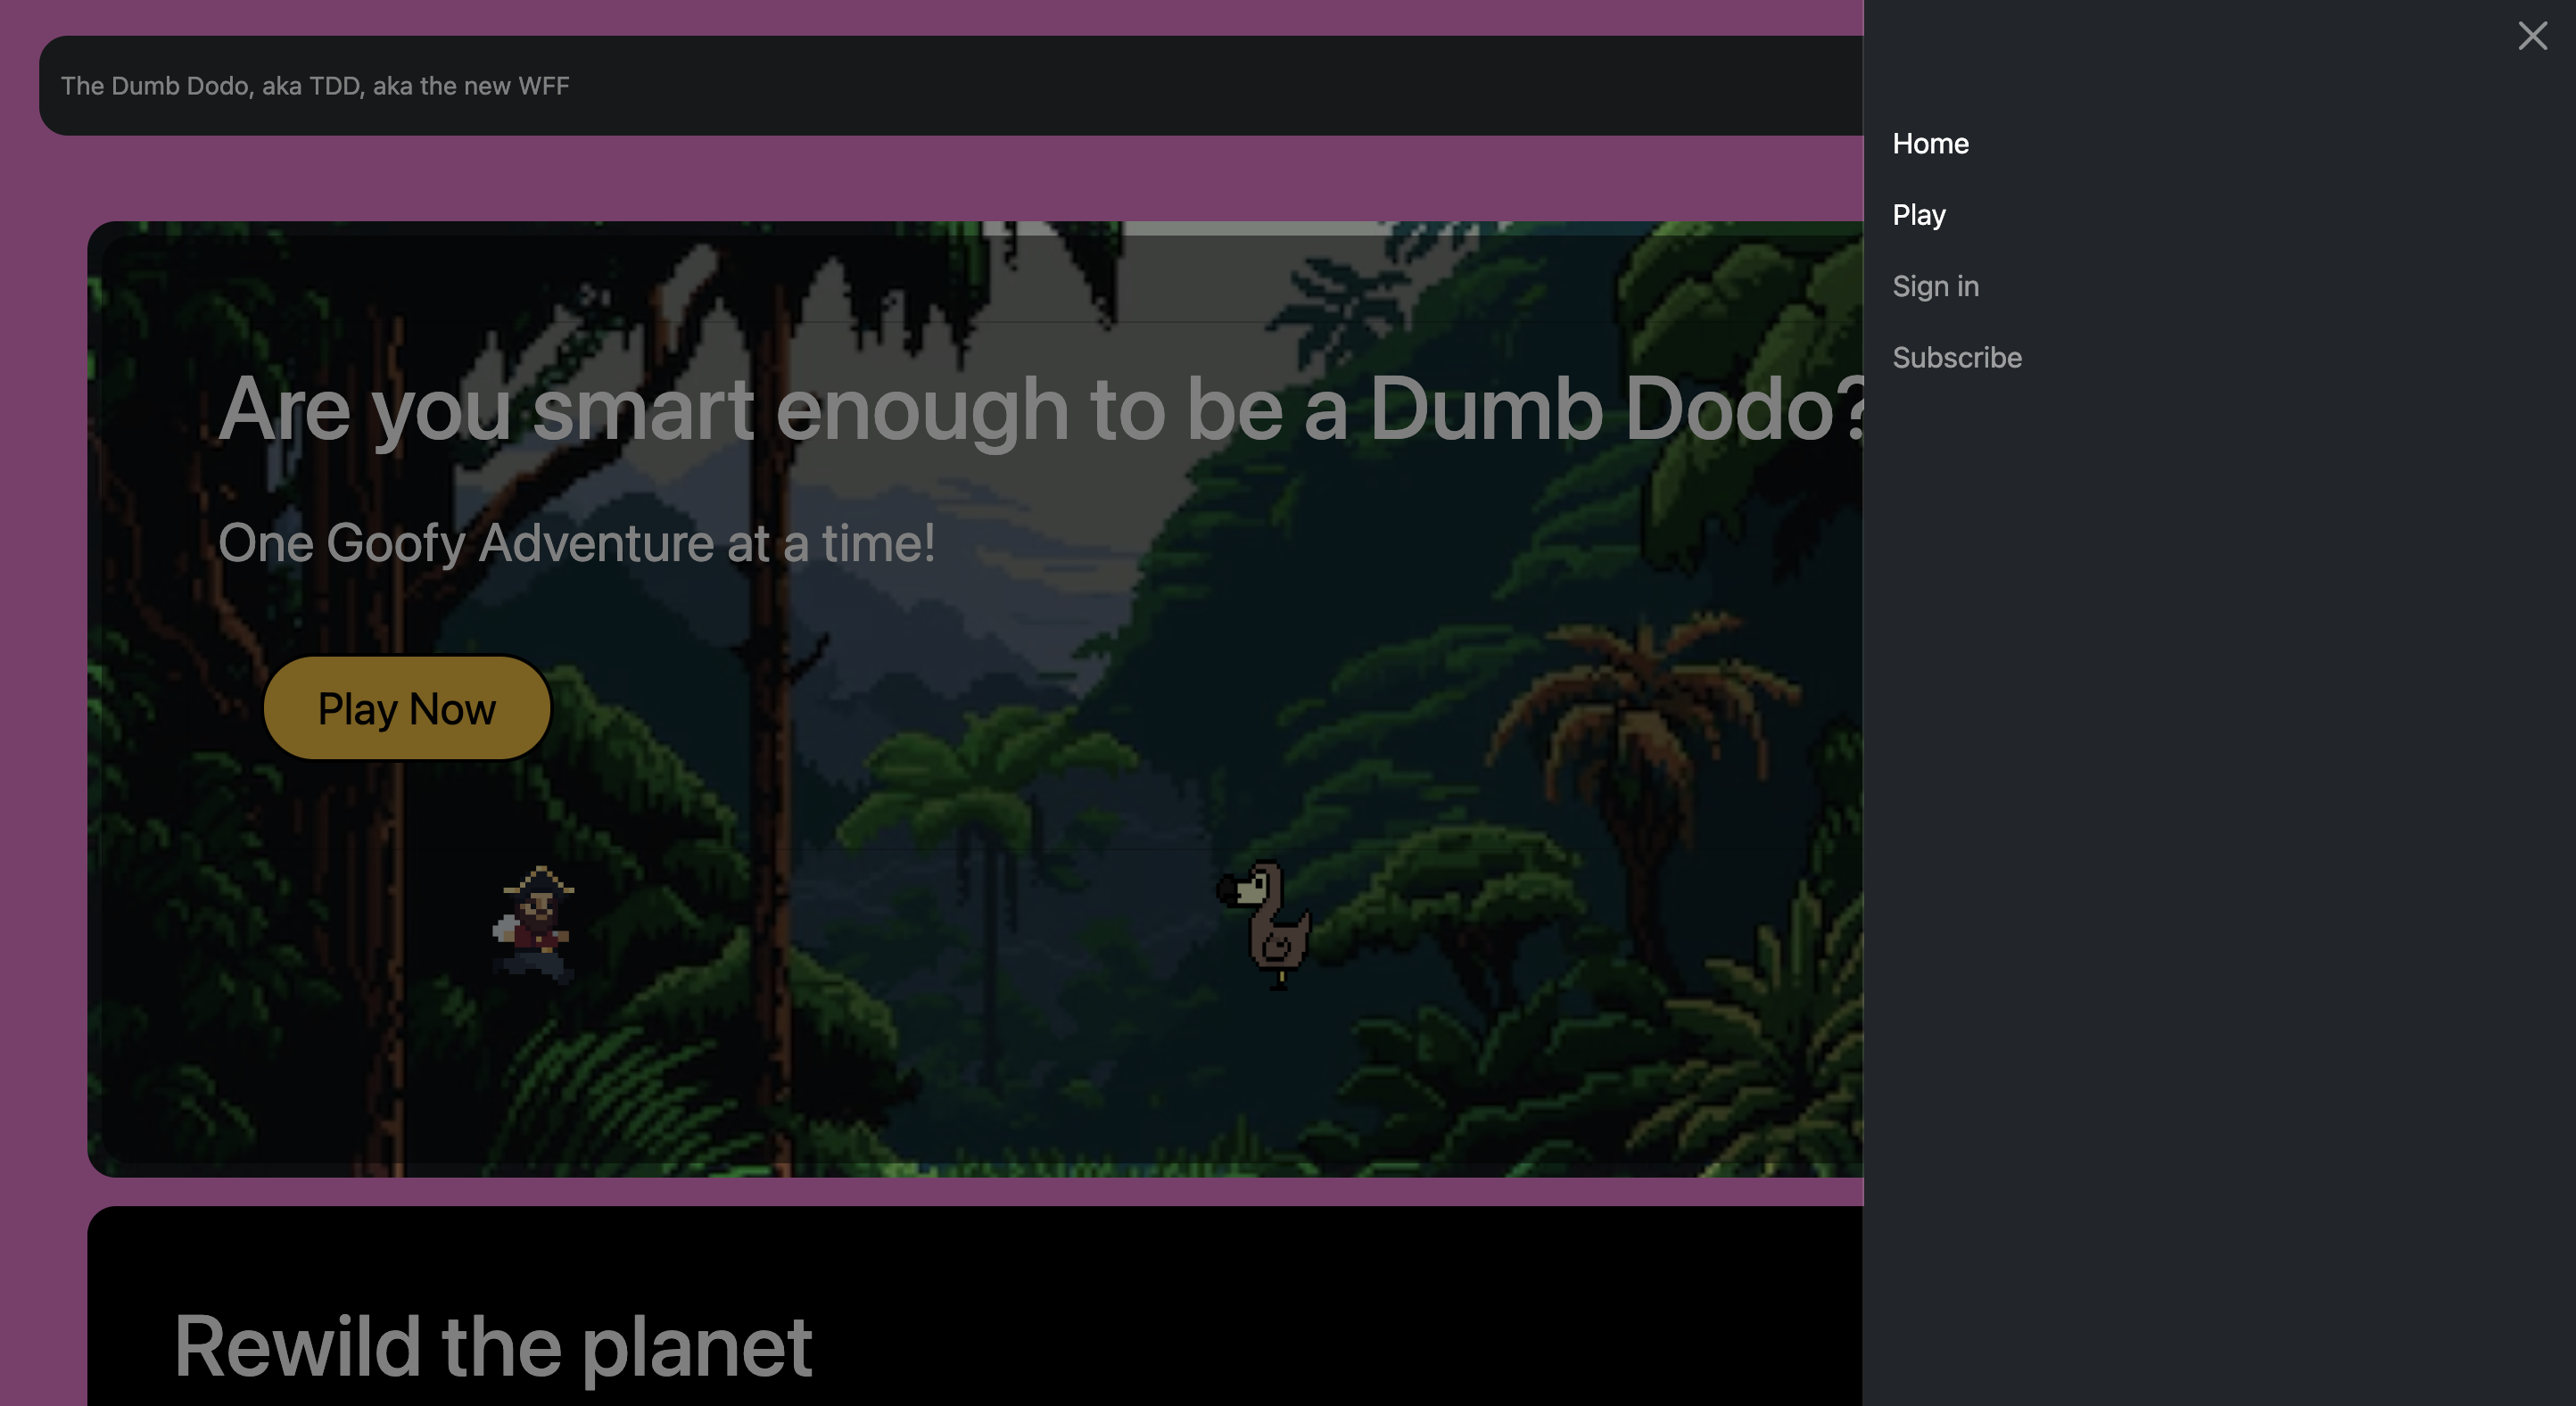 The Dumb Dodo, aka TDD, aka the new WFF
Are you smart enough to be a Dumb Dodo?
One Goofy Adventure at a time!
Play Now
Rewild the planet
Home
Play
Sign in
Subscribe